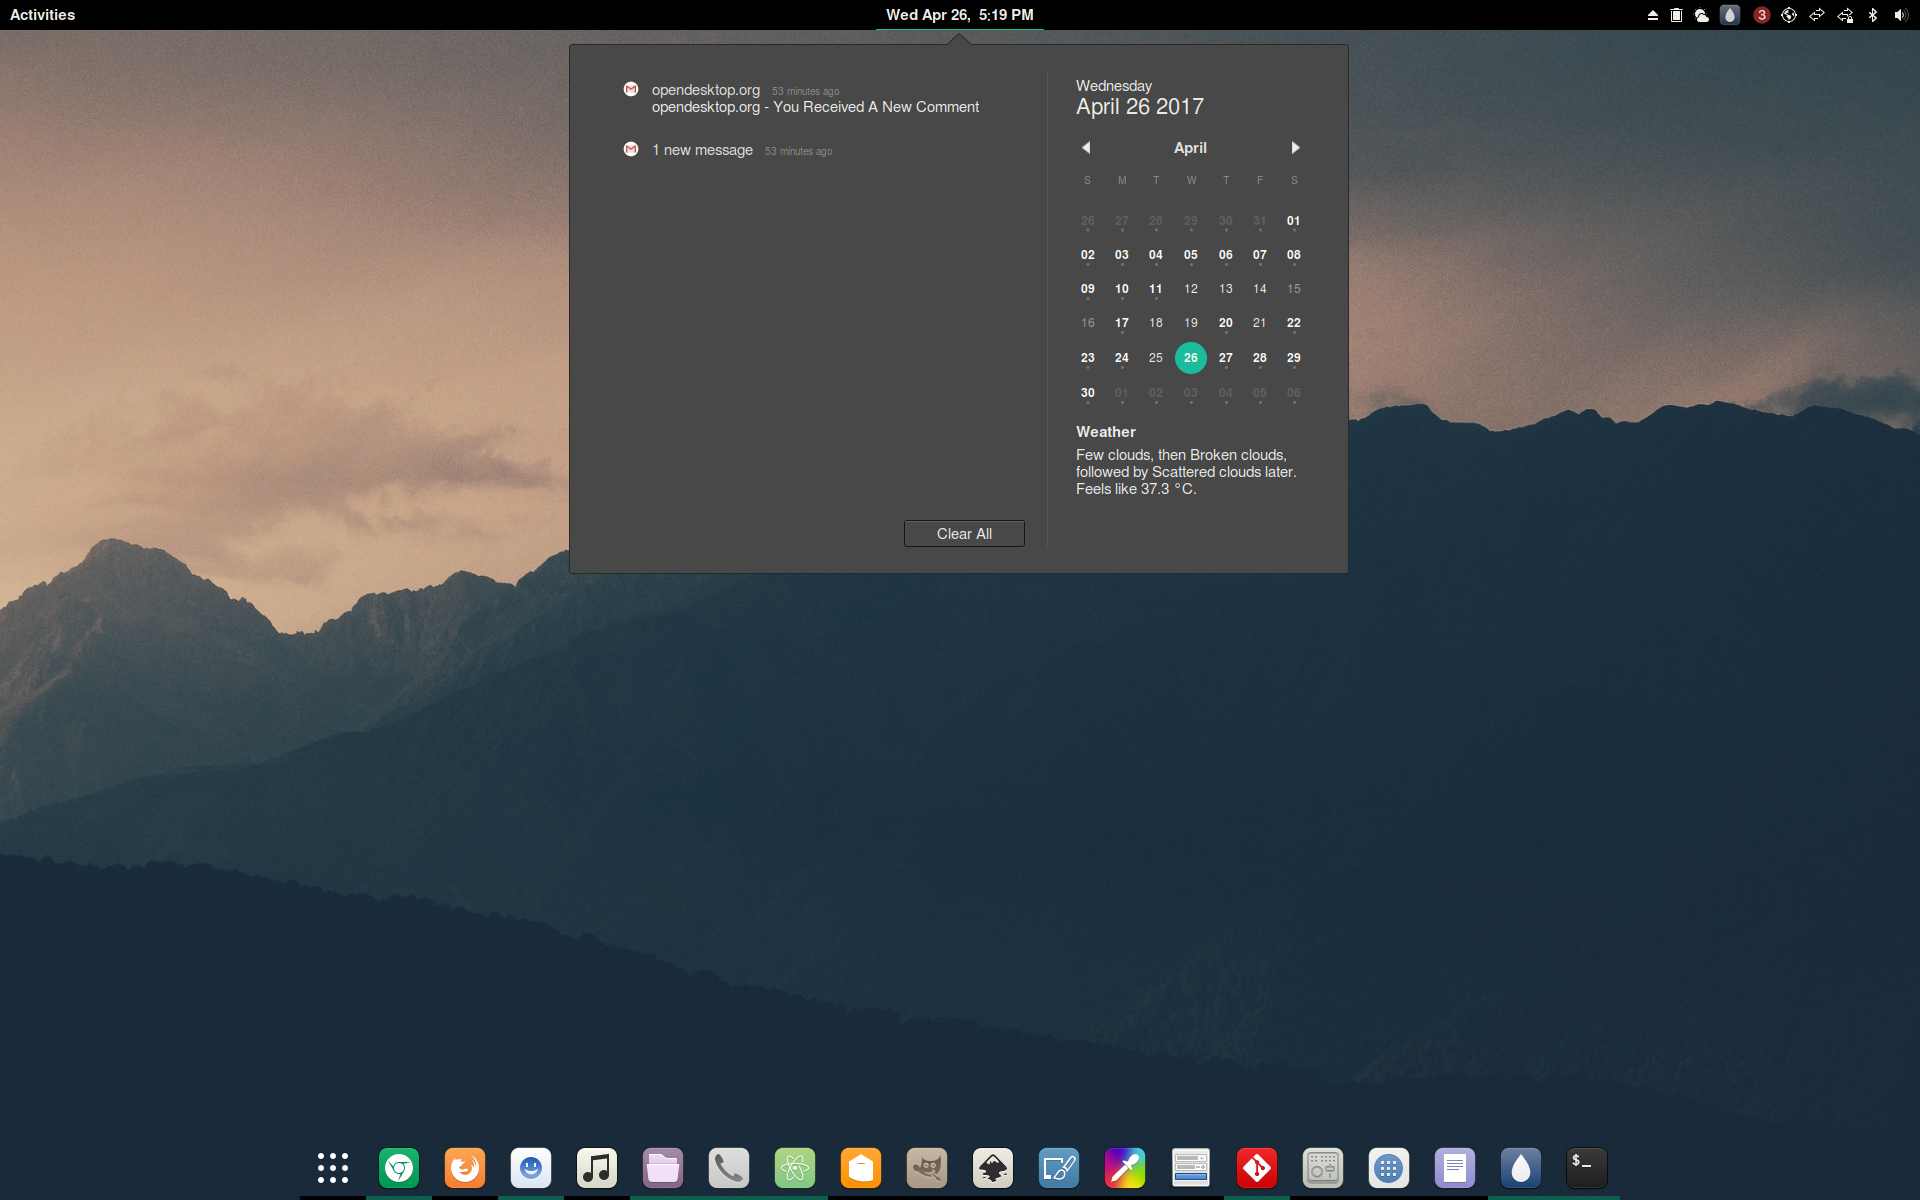 Activities
Wed Apr 26, 5:19 PM
3
opendesktop.org 53 minutes ago
opendesktop.org - You Received A New Comment
1 new message 53 minutes ago
Clear All
Wednesday
April 26 2017
April
S M T W T F S
26 27 28 29 30 31 01
02 03 04 05 06 07 08
09 10 11 12 13 14 15
16 17 18 19 20 21 22
23 24 25 26 27 28 29
30 01 02 03 04 05 06
Weather
Few clouds, then Broken clouds,
followed by Scattered clouds later.
Feels like 37.3 °C.
$_